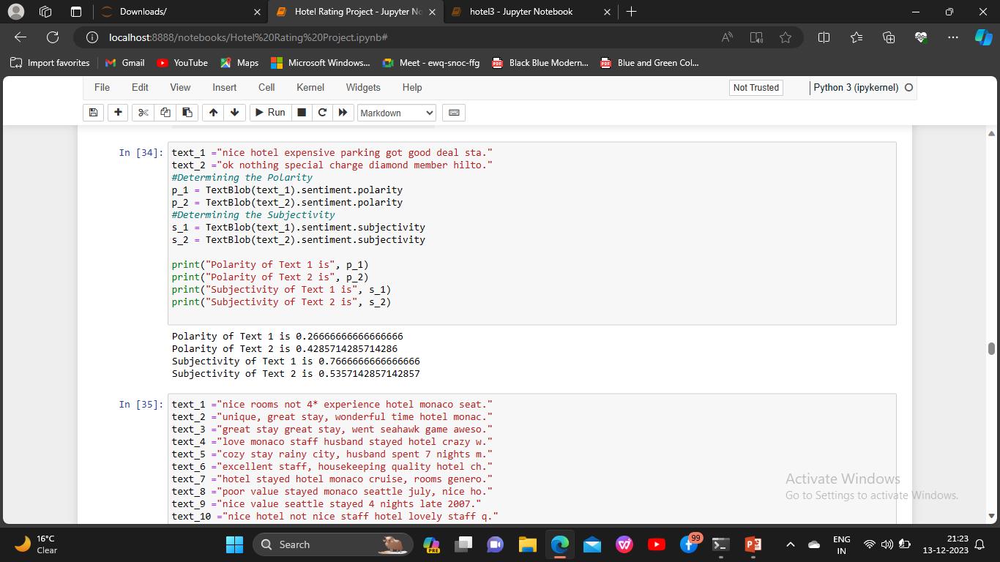 Downloads/
Hotel Rating Project - Jupyter No
hotel3 - Jupyter Notebook
localhost:8888/notebooks/Hotel%20Rating%20Project.ipynb#
Import favorites
Gmail
YouTube
Maps
Microsoft Windows...
Meet - ewq-snoc-ffg
PDF
Black Blue Modern...
PDF
Blue and Green Col...
File Edit View Insert Cell Kernel Widgets Help
Not Trusted
Python 3 (ipykernel)
Run
Markdown
In [34]:
text_1 ="nice hotel expensive parking got good deal sta."
text_2 ="ok nothing special charge diamond member hilto."
#Determining the Polarity
p_1 = TextBlob(text_1).sentiment.polarity
p_2 = TextBlob(text_2).sentiment.polarity
#Determining the Subjectivity
s_1 = TextBlob(text_1).sentiment.subjectivity
s_2 = TextBlob(text_2).sentiment.subjectivity
print("Polarity of Text 1 is", p_1)
print("Polarity of Text 2 is", p_2)
print("Subjectivity of Text 1 is", s_1)
print("Subjectivity of Text 2 is", s_2)
Polarity of Text 1 is 0.26666666666666666
Polarity of Text 2 is 0.4285714285714286
Subjectivity of Text 1 is 0.7666666666666666
Subjectivity of Text 2 is 0.5357142857142857
In [35]:
text_1 ="nice rooms not 4* experience hotel monaco seat."
text_2 ="unique, great stay, wonderful time hotel monac."
text_3 ="great stay great stay, went seahawk game aweso."
text_4 ="love monaco staff husband stayed hotel crazy w."
text_5 ="cozy stay rainy city, husband spent 7 nights m."
text_6 ="excellent staff, housekeeping quality hotel ch."
text_7 ="hotel stayed hotel monaco cruise, rooms genero."
text_8 ="poor value stayed monaco seattle july, nice ho."
text_9 ="nice value seattle stayed 4 nights late 2007."
text_10 ="nice hotel not nice staff hotel lovely staff q."
Activate Windows
Go to Settings to activate Windows.
16°C
Clear
Search
PRE
99
ENG
IN
21:23
13-12-2023